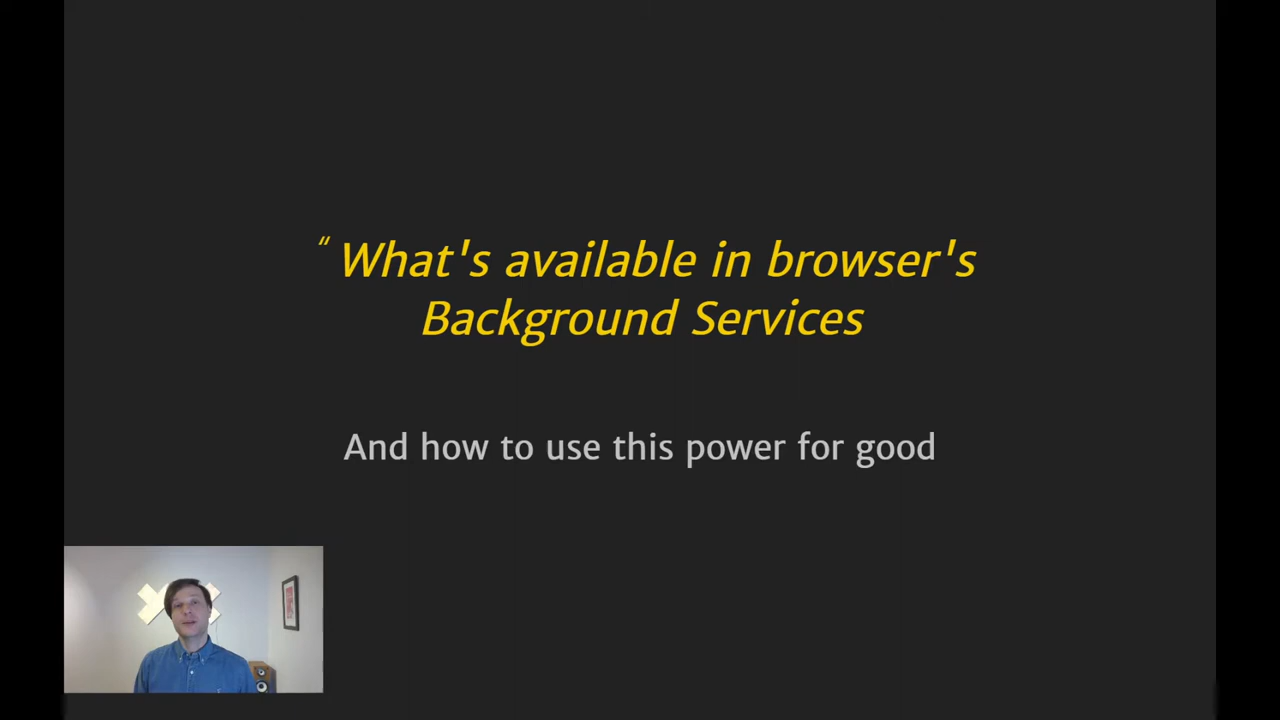 “ What's available in browser's
Background Services
And how to use this power for good